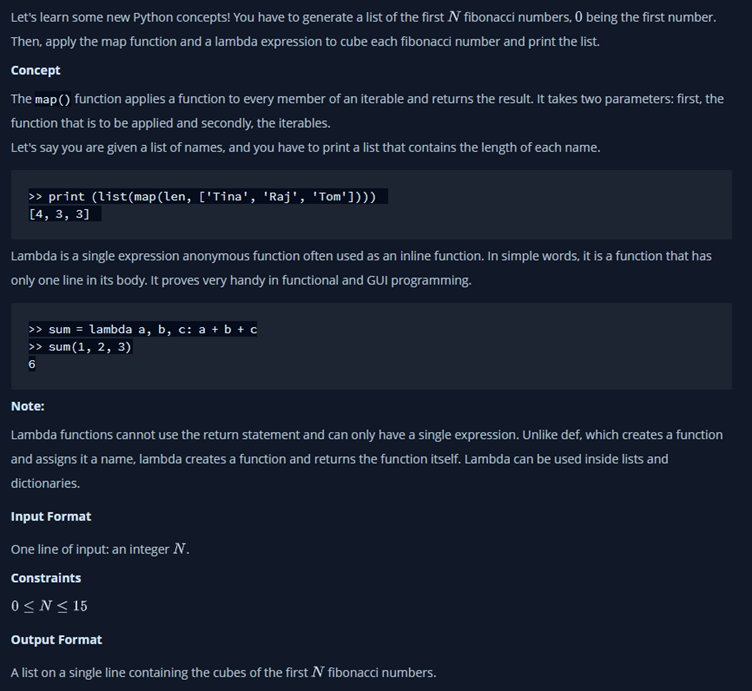 Let's learn some new Python concepts! You have to generate a list of the first N fibonacci numbers, 0 being the first number.
Then, apply the map function and a lambda expression to cube each fibonacci number and print the list.
Concept
The map() function applies a function to every member of an iterable and returns the result. It takes two parameters: first, the
function that is to be applied and secondly, the iterables.
Let's say you are given a list of names, and you have to print a list that contains the length of each name.
>> print (list(map(len, ['Tina', 'Raj', 'Tom'])))
[4, 3, 3]
Lambda is a single expression anonymous function often used as an inline function. In simple words, it is a function that has
only one line in its body. It proves very handy in functional and GUI programming.
>> sum = lambda a, b, c: a + b + c
>> sum(1, 2, 3)
6
Note:
Lambda functions cannot use the return statement and can only have a single expression. Unlike def, which creates a function
and assigns it a name, lambda creates a function and returns the function itself. Lambda can be used inside lists and
dictionaries.
Input Format
One line of input: an integer N.
Constraints
0 ≤ N ≤ 15
Output Format
A list on a single line containing the cubes of the first N fibonacci numbers.